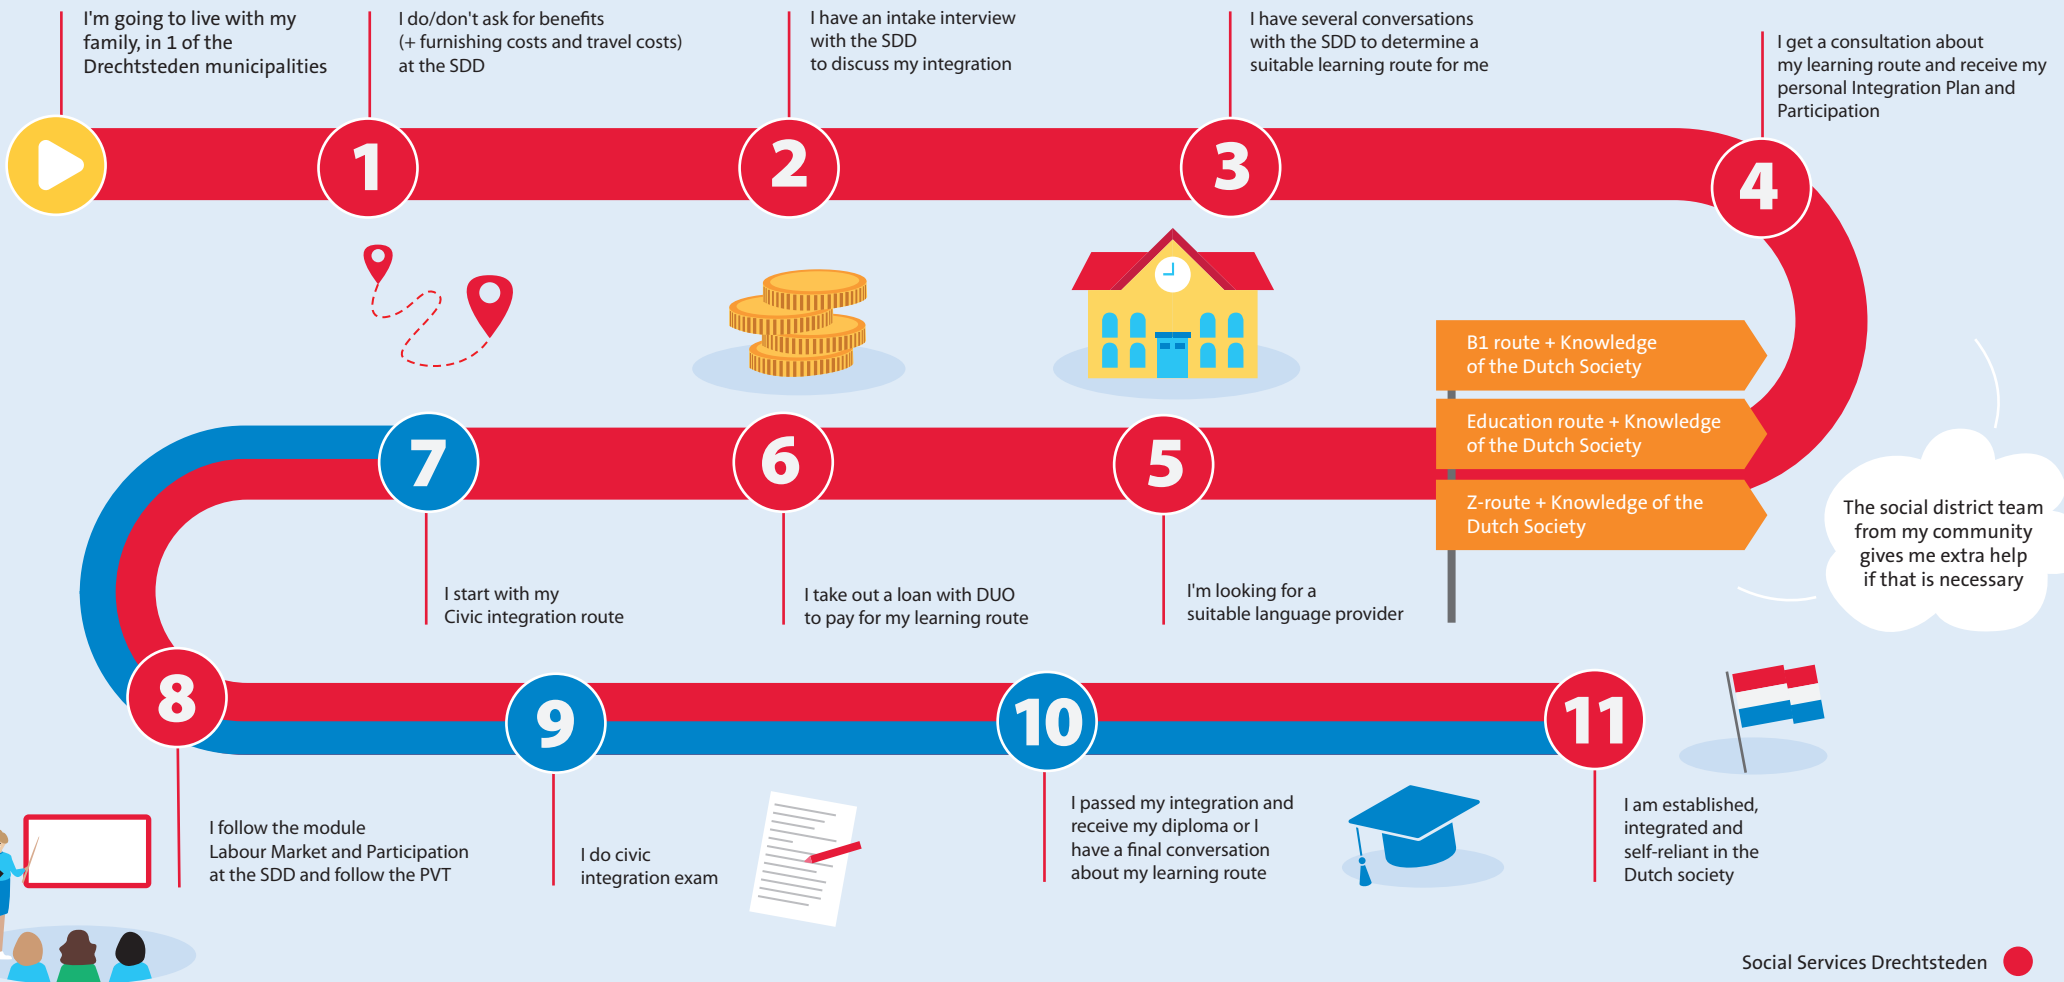 I'm going to live with my
family, in 1 of the
Drechtsteden municipalities
I do/don't ask for benefits
(+ furnishing costs and travel costs)
at the SDD
I have an intake interview
with the SDD
to discuss my integration
I have several conversations
with the SDD to determine a
suitable learning route for me
I get a consultation about
my learning route and receive my
personal Integration Plan and
Participation
1
2
3
4
B1 route + Knowledge
of the Dutch Society
Education route + Knowledge
of the Dutch Society
Z-route + Knowledge of the
Dutch Society
The social district team
from my community
gives me extra help
if that is necessary
5
I'm looking for a
suitable language provider
6
I take out a loan with DUO
to pay for my learning route
7
I start with my
Civic integration route
8
I follow the module
Labour Market and Participation
at the SDD and follow the PVT
9
I do civic
integration exam
10
I passed my integration and
receive my diploma or I
have a final conversation
about my learning route
11
I am established,
integrated and
self-reliant in the
Dutch society
Social Services Drechtsteden